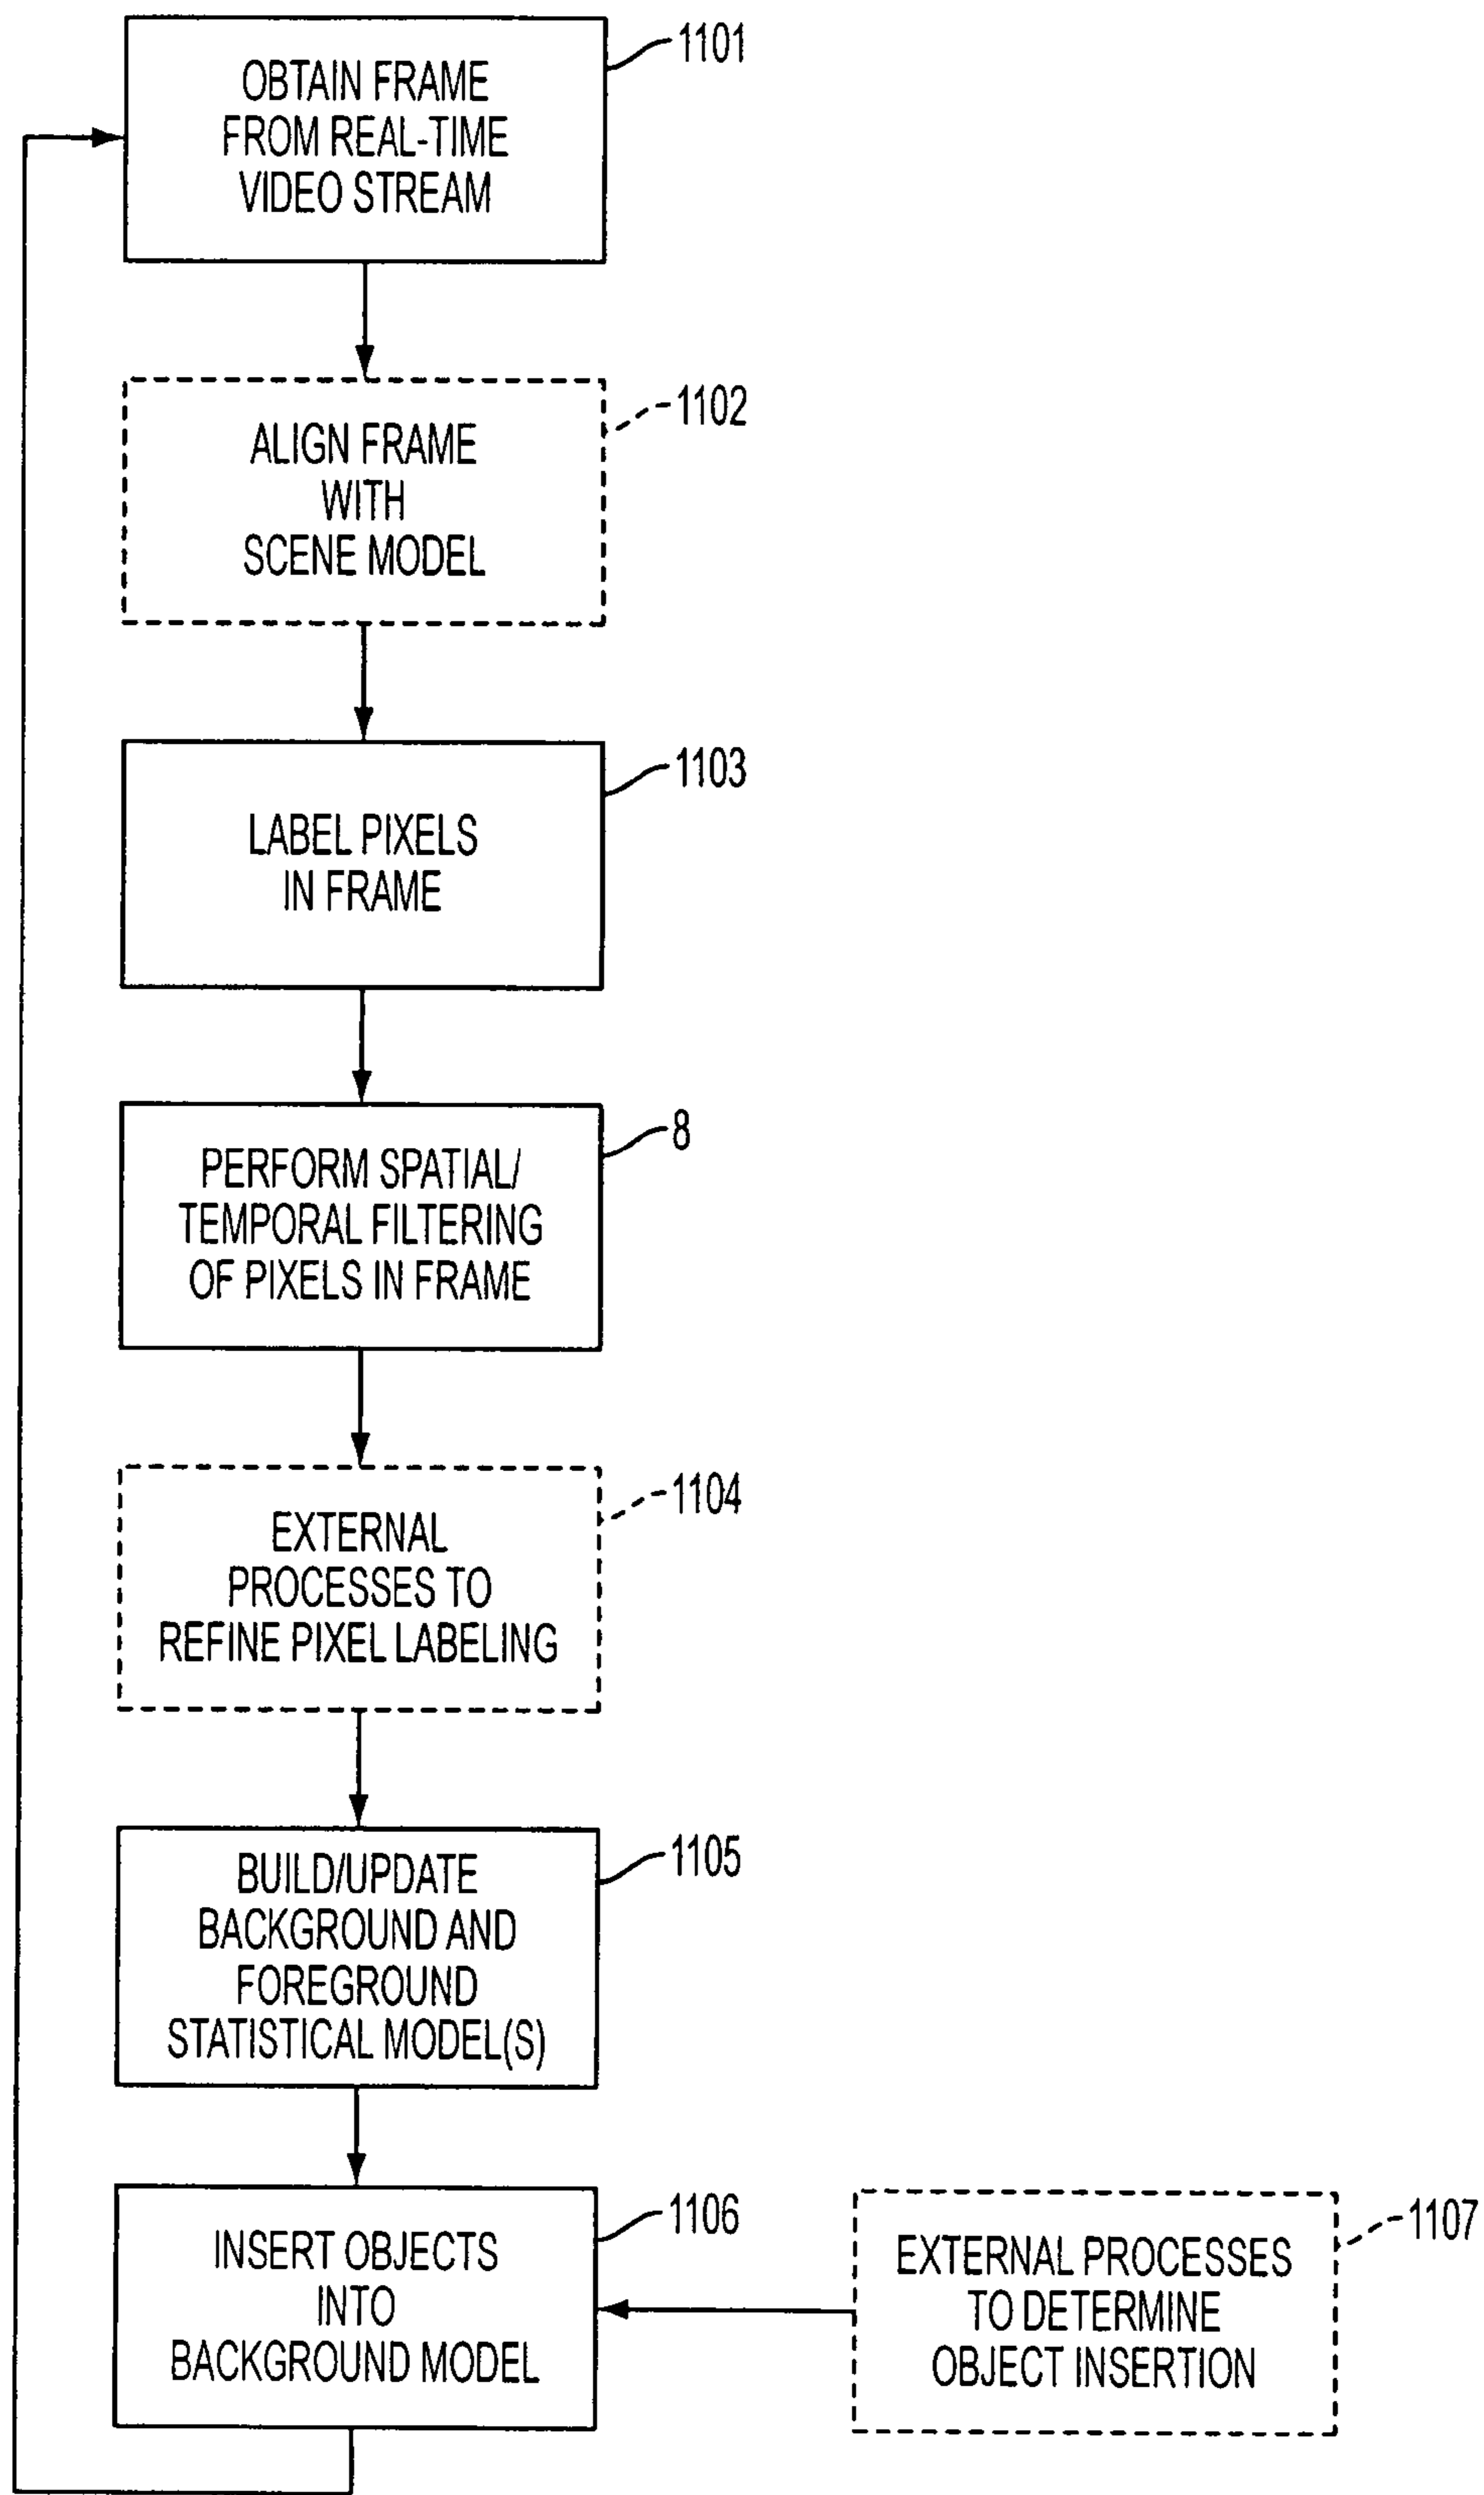 1101
OBTAIN FRAME
FROM REAL-TIME
VIDEO STREAM
1102
ALIGN FRAME
WITH
SCENE MODEL
1103
LABEL PIXELS
IN FRAME
8
PERFORM SPATIAL/
TEMPORAL FILTERING
OF PIXELS IN FRAME
1104
EXTERNAL
PROCESSES TO
REFINE PIXEL LABELING
1105
BUILD/UPDATE
BACKGROUND AND
FOREGROUND
STATISTICAL MODEL(S)
1106
INSERT OBJECTS
INTO
BACKGROUND MODEL
1107
EXTERNAL PROCESSES
TO DETERMINE
OBJECT INSERTION